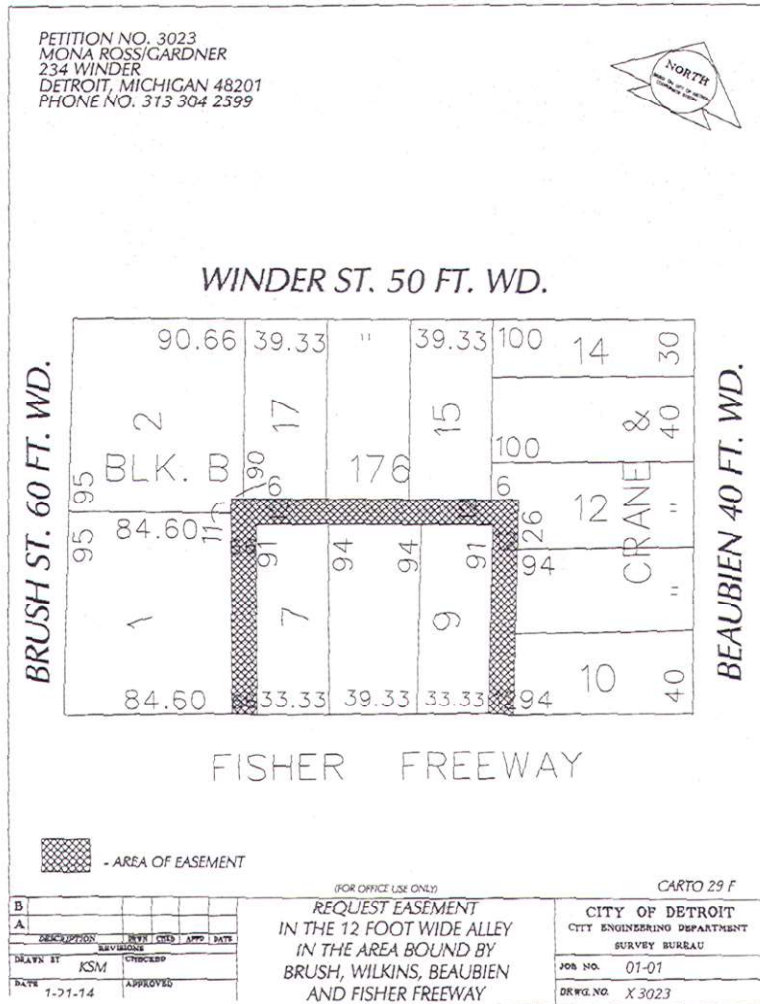 PETITION NO. 3023
MONA ROSS/GARDNER
234 WINDER
DETROIT, MICHIGAN 48201
PHONE NO. 313 304 2599
NORTH
WINDER ST. 50 FT. WD.
BRUSH ST. 60 FT. WD.
BEAUBIEN 40 FT. WD.
90.66 39.33 " 39.33 100 14 30
2 17 15 & 40
100
BLK. B 90 176
95 6 6 12 CRANE "
84.60 11 26
95 91 94 94 91 94
1 7 9 "
10
84.60 33.33 39.33 33.33 94 40
FISHER FREEWAY
- AREA OF EASEMENT
(FOR OFFICE USE ONLY)
CARTO 29 F
B
A
DESCRIPTION DRWN CHKD APPD DATE
REVISIONS
DRAWN BY KSM CHECKED
DATE 1-21-14 APPROVED
REQUEST EASEMENT
IN THE 12 FOOT WIDE ALLEY
IN THE AREA BOUND BY
BRUSH, WILKINS, BEAUBIEN
AND FISHER FREEWAY
CITY OF DETROIT
CITY ENGINEERING DEPARTMENT
SURVEY BUREAU
JOB NO. 01-01
DRWG. NO. X 3023